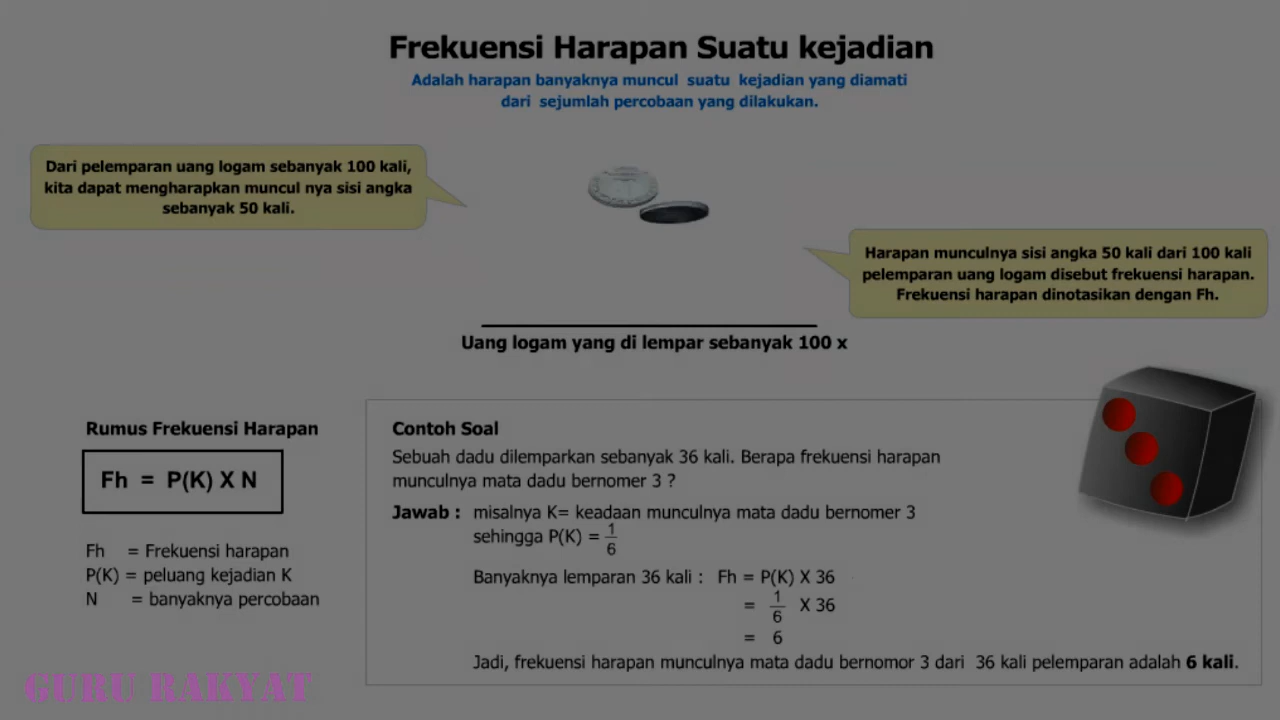 Frekuensi Harapan Suatu kejadian
Adalah harapan banyaknya muncul suatu kejadian yang diamati
dari sejumlah percobaan yang dilakukan.
Dari pelemparan uang logam sebanyak 100 kali,
kita dapat mengharapkan muncul nya sisi angka
sebanyak 50 kali.
Harapan munculnya sisi angka 50 kali dari 100 kali
pelemparan uang logam disebut frekuensi harapan.
Frekuensi harapan dinotasikan dengan Fh.
Uang logam yang di lempar sebanyak 100 x
Rumus Frekuensi Harapan
Fh = P(K) X N
Fh = Frekuensi harapan
P(K) = peluang kejadian K
N = banyaknya percobaan
Contoh Soal
Sebuah dadu dilemparkan sebanyak 36 kali. Berapa frekuensi harapan
munculnya mata dadu bernomer 3 ?
Jawab : misalnya K= keadaan munculnya mata dadu bernomer 3
sehingga P(K) = 1/6
Banyaknya lemparan 36 kali : Fh = P(K) X 36
= 1/6 X 36
= 6
Jadi, frekuensi harapan munculnya mata dadu bernomor 3 dari 36 kali pelemparan adalah 6 kali.
GURU RAKYAT